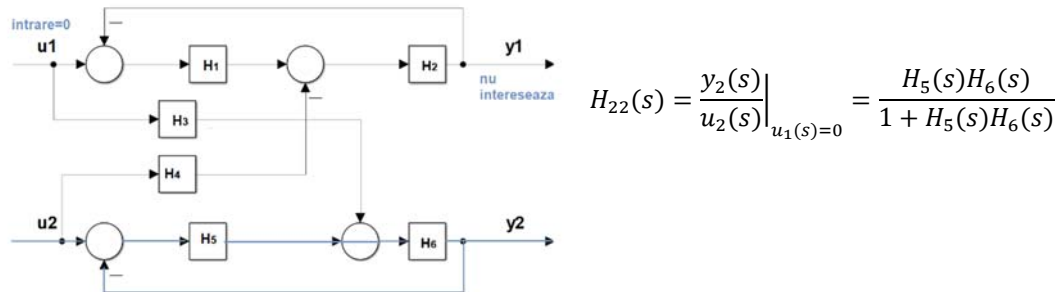 intrare=0
u1
y1
H₁
H₂
nu
intereseaza
H₃
H₄
u2
y2
H₅
H₆
H₂₂(s) = y₂(s)/u₂(s)|ᵤ₁(s)=0 = H₅(s)H₆(s)/1 + H₅(s)H₆(s)